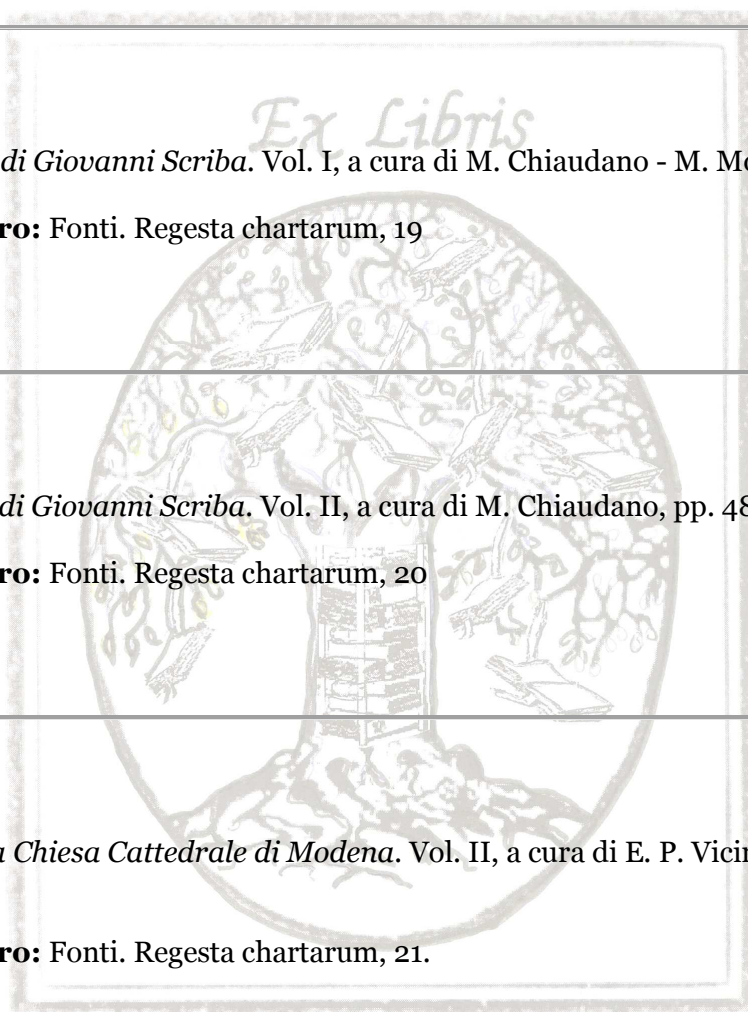 Ex Libris
di Giovanni Scriba. Vol. I, a cura di M. Chiaudano - M. Mo
ro: Fonti. Regesta chartarum, 19
di Giovanni Scriba. Vol. II, a cura di M. Chiaudano, pp. 48
ro: Fonti. Regesta chartarum, 20
a Chiesa Cattedrale di Modena. Vol. II, a cura di E. P. Vicin
ro: Fonti. Regesta chartarum, 21.